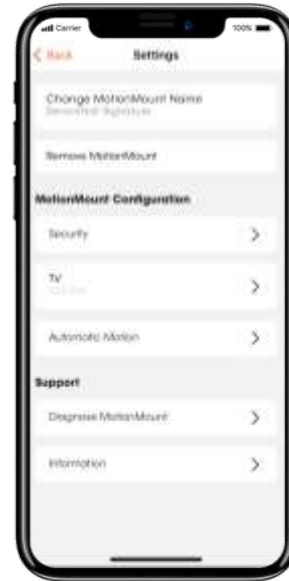 Carrier 100%
Back Settings
Change MotionMount Name
Remove MotionMount
MotionMount Configuration
Security
TV
Automatic Motion
Support
Diagnose MotionMount
Information